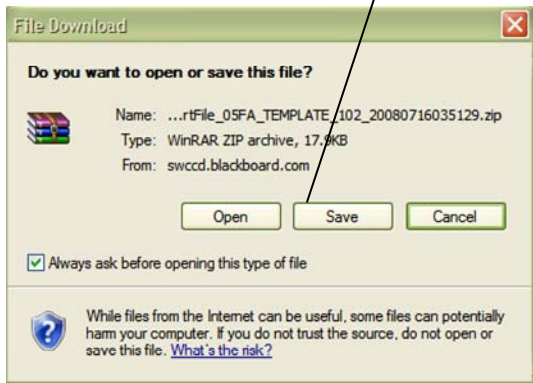 File Download
Do you want to open or save this file?
Name: ...rtFile_05FA_TEMPLATE_102_20080716035129.zip
Type: WinRAR ZIP archive, 17.9KB
From: swccd.blackboard.com
Open Save Cancel
Always ask before opening this type of file
While files from the Internet can be useful, some files can potentially
harm your computer. If you do not trust the source, do not open or
save this file. What's the risk?